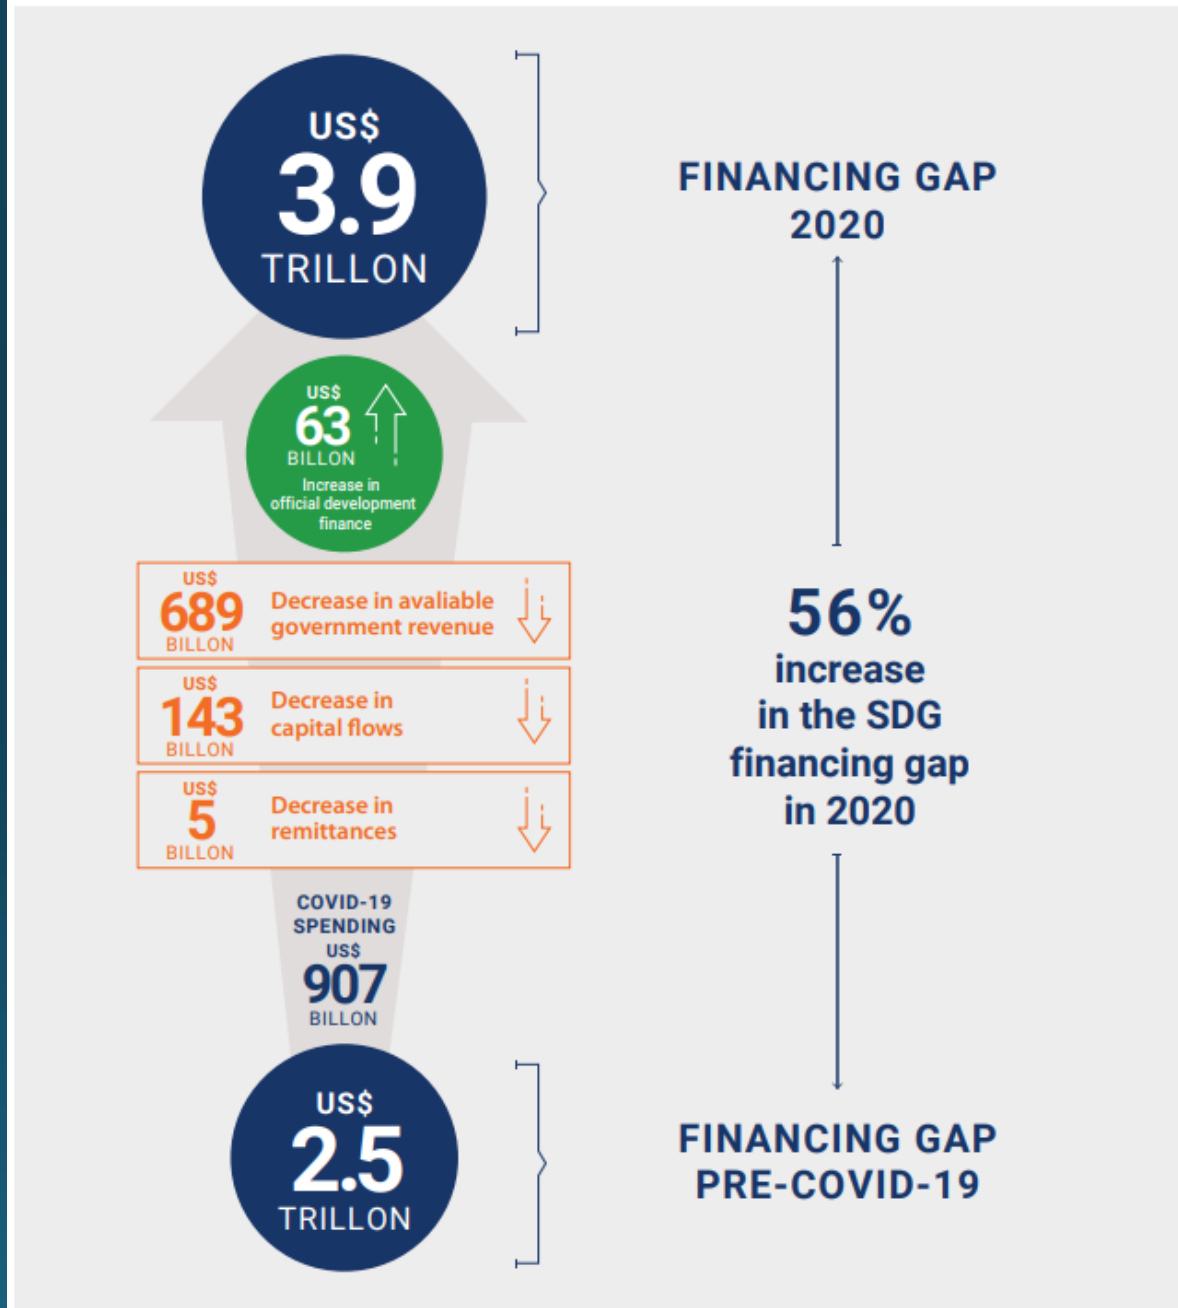 US$
3.9
TRILLON
FINANCING GAP
2020
US$
63
BILLON
Increase in
official development
finance
US$
689
BILLON
Decrease in avaliable
government revenue
US$
143
BILLON
Decrease in
capital flows
US$
5
BILLON
Decrease in
remittances
56%
increase
in the SDG
financing gap
in 2020
COVID-19
SPENDING
US$
907
BILLON
US$
2.5
TRILLON
FINANCING GAP
PRE-COVID-19